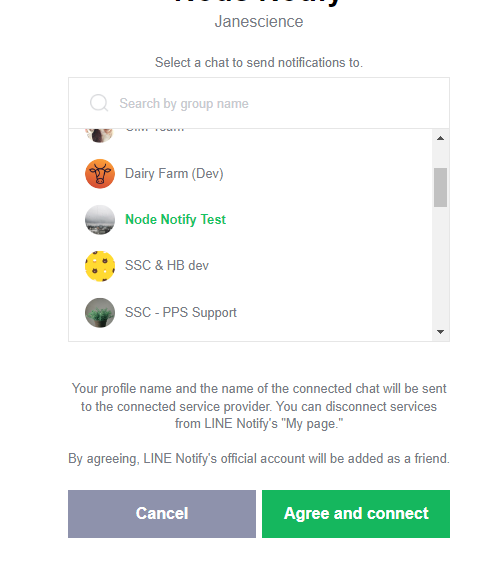 Node Notify
Janescience
Select a chat to send notifications to.
Search by group name
Dairy Farm (Dev)
Node Notify Test
SSC & HB dev
SSC - PPS Support
Your profile name and the name of the connected chat will be sent
to the connected service provider. You can disconnect services
from LINE Notify's "My page."
By agreeing, LINE Notify's official account will be added as a friend.
Cancel
Agree and connect